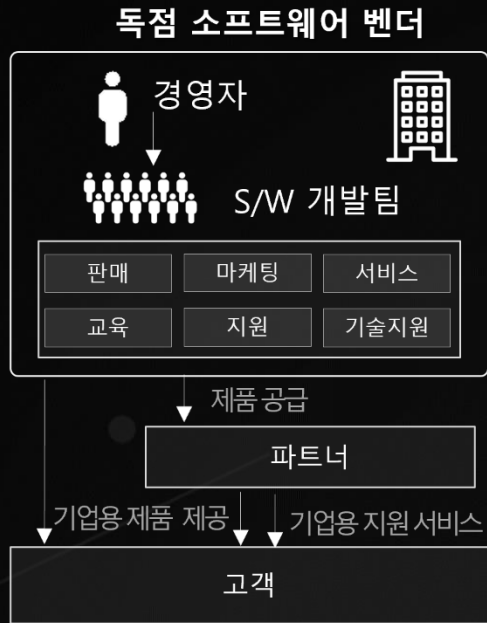 독점 소프트웨어 벤더
경영자
S/W 개발팀
판매 마케팅 서비스
교육 지원 기술지원
제품 공급
파트너
기업용 제품 제공 기업용 지원 서비스
고객